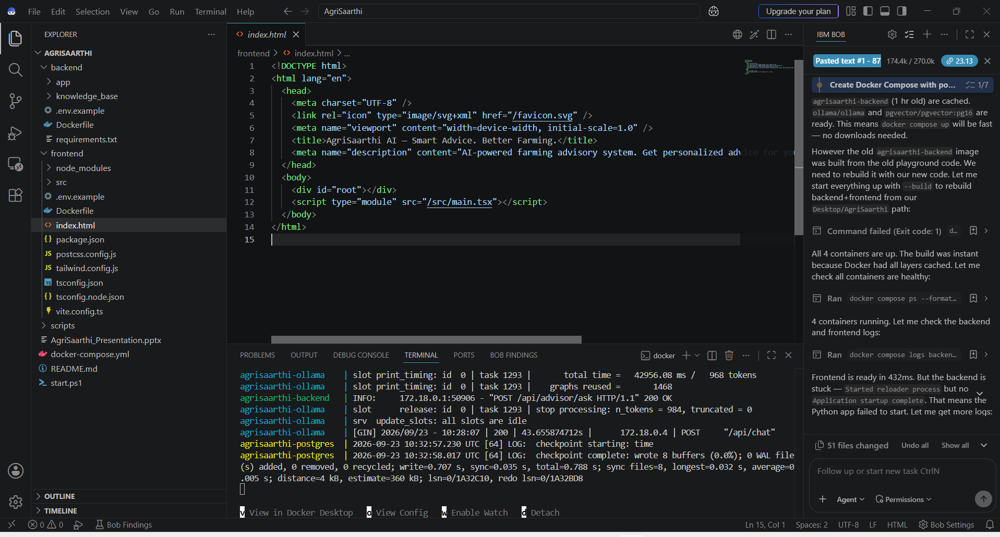 File Edit Selection View Go Run Terminal Help
AgriSaarthi
Upgrade your plan
EXPLORER
AGRISAARTHI
backend
app
knowledge_base
.env.example
Dockerfile
requirements.txt
frontend
node_modules
src
.env.example
Dockerfile
index.html
package.json
postcss.config.js
tailwind.config.js
tsconfig.json
tsconfig.node.json
vite.config.ts
scripts
AgriSaarthi_Presentation.pptx
docker-compose.yml
README.md
start.ps1
OUTLINE
TIMELINE
index.html
frontend > index.html > ...
1 <!DOCTYPE html>
2 <html lang="en">
3 <head>
4 <meta charset="UTF-8" />
5 <link rel="icon" type="image/svg+xml" href="/favicon.svg" />
6 <meta name="viewport" content="width=device-width, initial-scale=1.0" />
7 <title>AgriSaarthi AI — Smart Advice. Better Farming.</title>
8 <meta name="description" content="AI-powered farming advisory system. Get personalized advice for you
9 </head>
10 <body>
11 <div id="root"></div>
12 <script type="module" src="/src/main.tsx"></script>
13 </body>
14 </html>
15
PROBLEMS OUTPUT DEBUG CONSOLE TERMINAL PORTS BOB FINDINGS
docker
agrisaarthi-ollama | slot print_timing: id 0 | task 1293 | total time = 42956.08 ms / 968 tokens
agrisaarthi-ollama | slot print_timing: id 0 | task 1293 | graphs reused = 1468
agrisaarthi-backend | INFO: 172.18.0.1:50906 - "POST /api/advisor/ask HTTP/1.1" 200 OK
agrisaarthi-ollama | slot release: id 0 | task 1293 | stop processing: n_tokens = 984, truncated = 0
agrisaarthi-ollama | srv update_slots: all slots are idle
agrisaarthi-ollama | [GIN] 2026/09/23 - 10:28:07 | 200 | 43.655874712s | 172.18.0.4 | POST "/api/chat"
agrisaarthi-postgres | 2026-09-23 10:32:57.230 UTC [64] LOG: checkpoint starting: time
agrisaarthi-postgres | 2026-09-23 10:32:58.017 UTC [64] LOG: checkpoint complete: wrote 8 buffers (0.0%); 0 WAL file
(s) added, 0 removed, 0 recycled; write=0.707 s, sync=0.035 s, total=0.788 s; sync files=8, longest=0.032 s, average=0
.005 s; distance=4 kB, estimate=360 kB; lsn=0/1A32C10, redo lsn=0/1A32BD8
v View in Docker Desktop o View Config w Enable Watch d Detach
IBM BOB
Pasted text #1 - 87 174.4k / 270.0k 23.13
Create Docker Compose with po... 1/7
agrisaarthi-backend (1 hr old) are cached.
ollama/ollama and pgvector/pgvector:pg16 are
ready. This means docker compose up will be fast
— no downloads needed.
However the old agrisaarthi-backend image
was built from the old playground code. We
need to rebuild it with our new code. Let me
start everything up with --build to rebuild
backend+frontend from our
Desktop/AgriSaarthi path:
Command failed (Exit code: 1) d...
All 4 containers are up. The build was instant
because Docker had all layers cached. Let me
check all containers are healthy:
Ran docker compose ps --format...
4 containers running. Let me check the backend
and frontend logs:
Ran docker compose logs backen...
Frontend is ready in 432ms. But the backend is
stuck — Started reloader process but no
Application startup complete. That means the
Python app failed to start. Let me get more logs:
51 files changed Undo all Show all
Follow up or start new task CtrlN
Agent Permissions
0 0 Bob Findings
Ln 15, Col 1 Spaces: 2 UTF-8 LF HTML Bob Settings